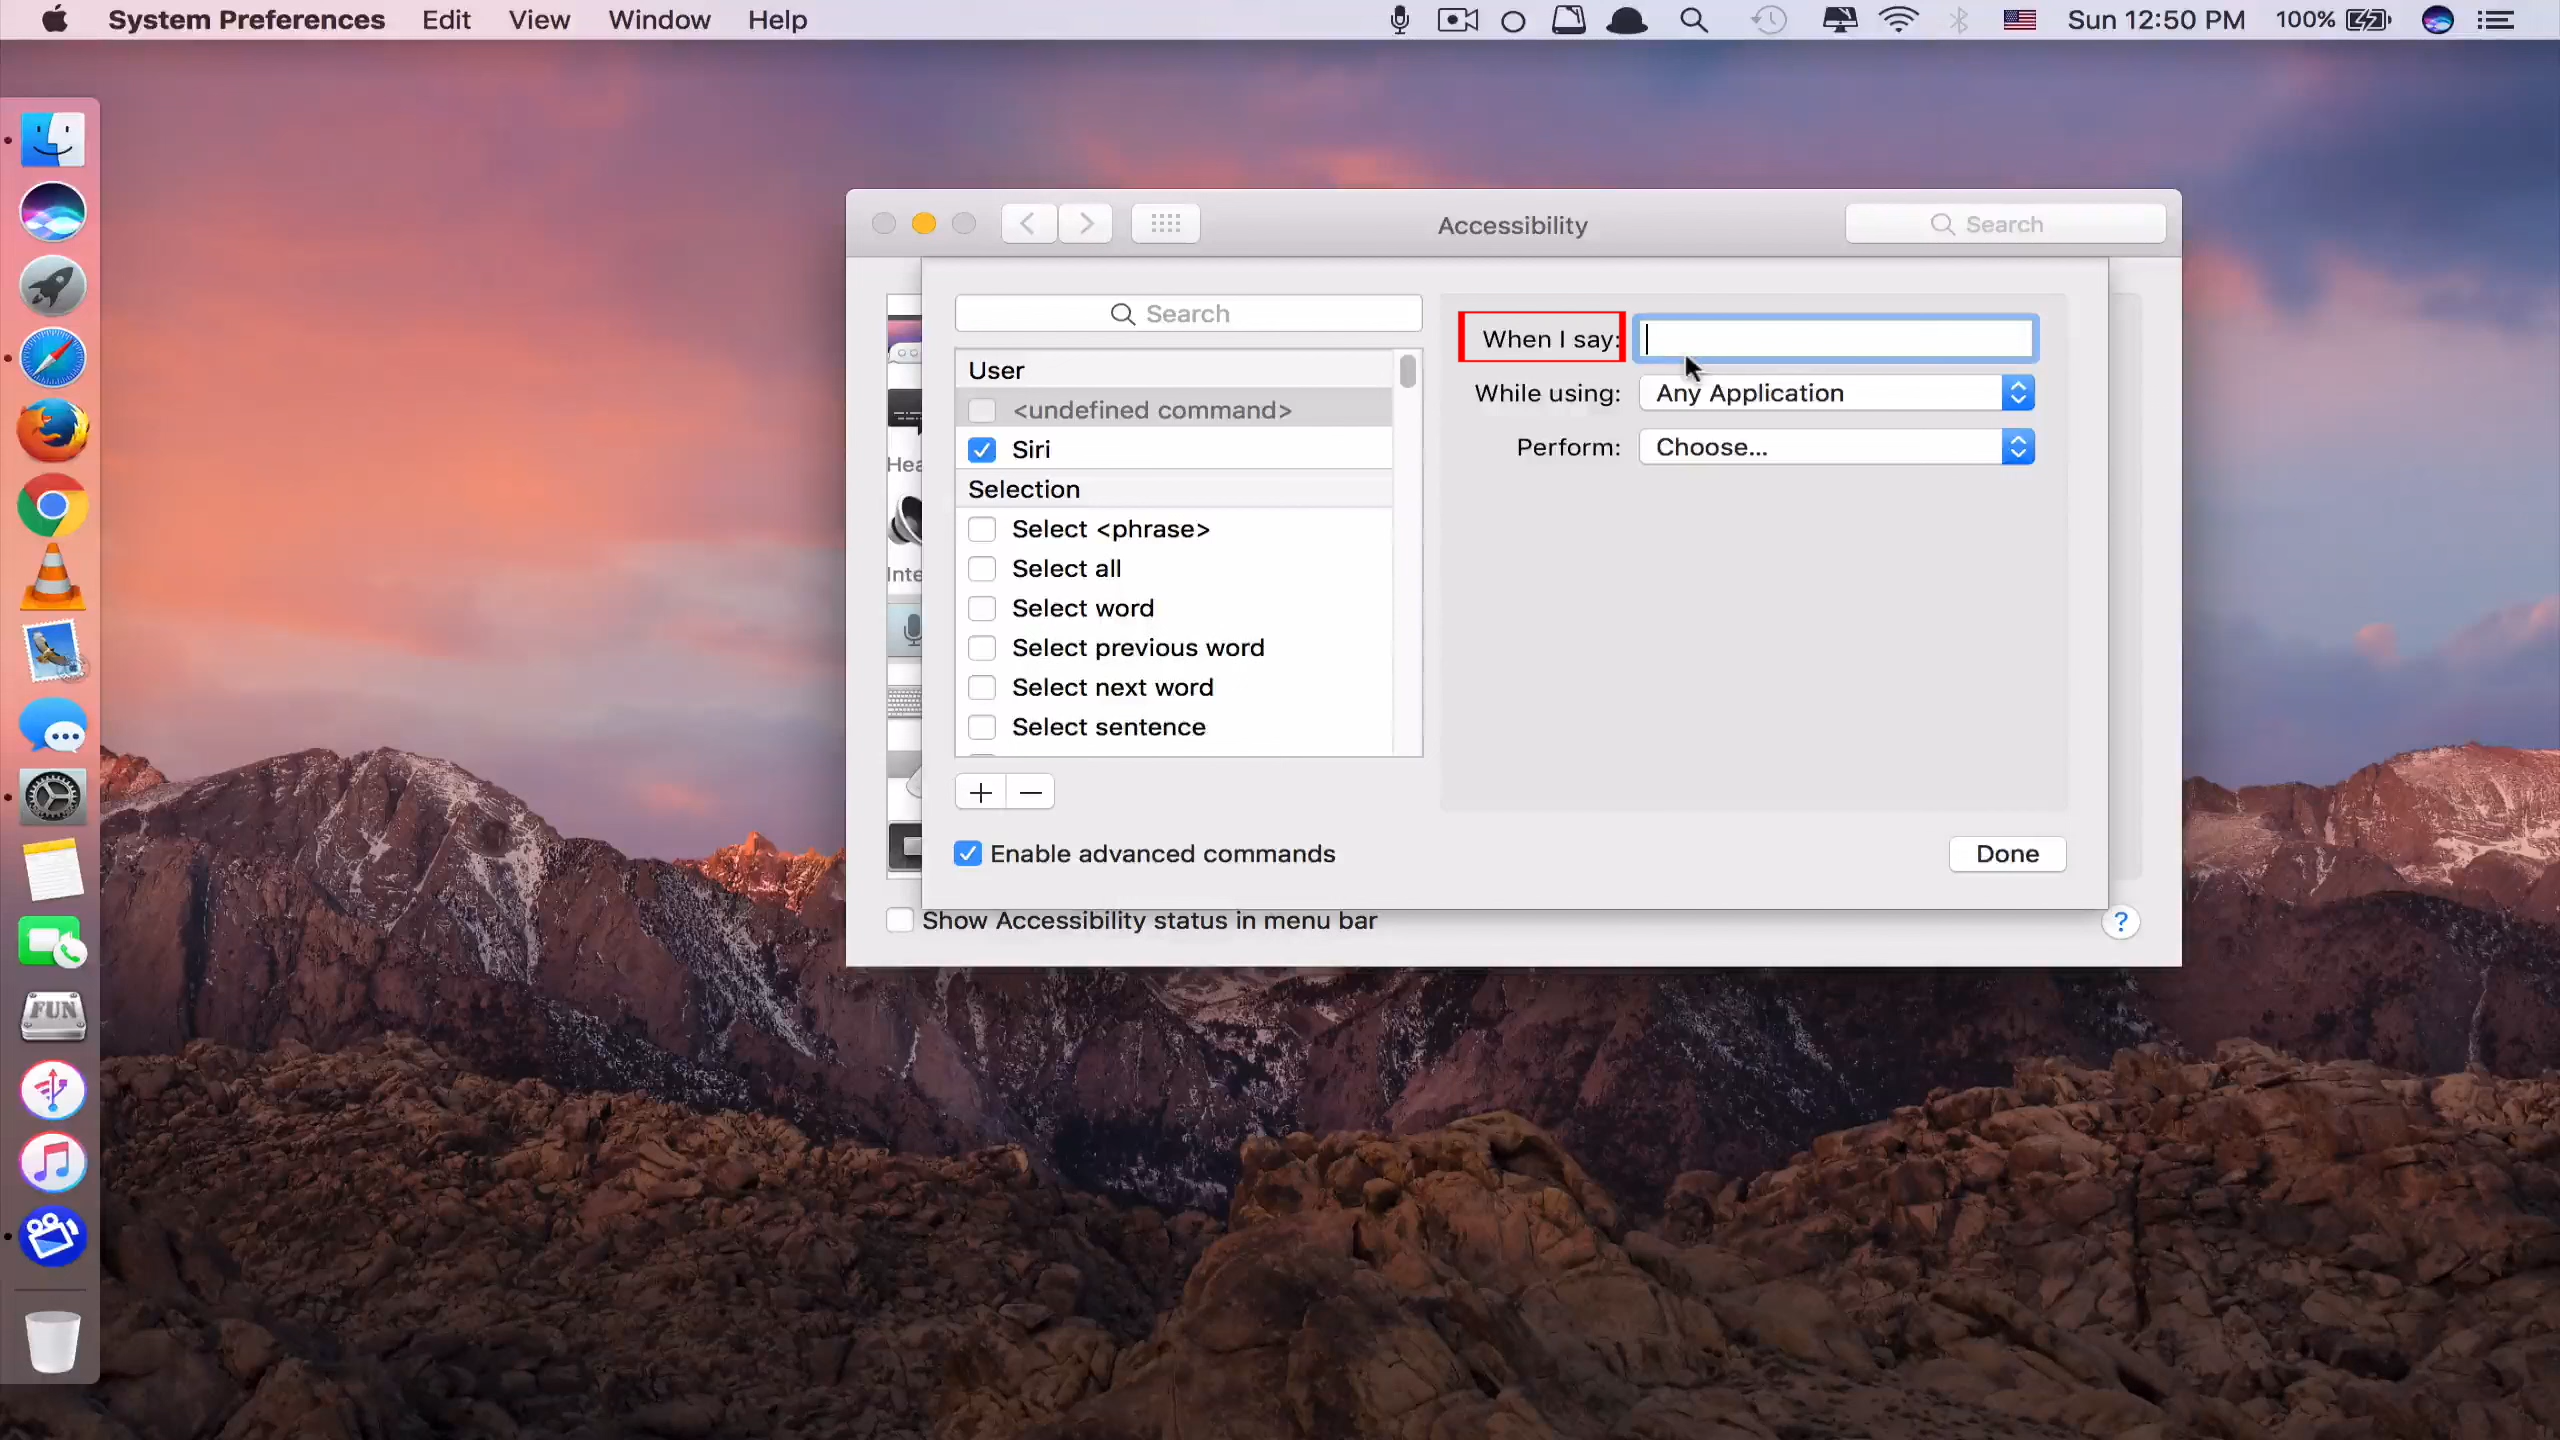 System Preferences Edit View Window Help Sun 12:50 PM 100%
Accessibility
Search
Search
User
<undefined command>
Siri
Selection
Select <phrase>
Select all
Select word
Select previous word
Select next word
Select sentence
Hea
Inte
When I say:
While using: Any Application
Perform: Choose...
+ −
Enable advanced commands
Done
Show Accessibility status in menu bar
?
FUN